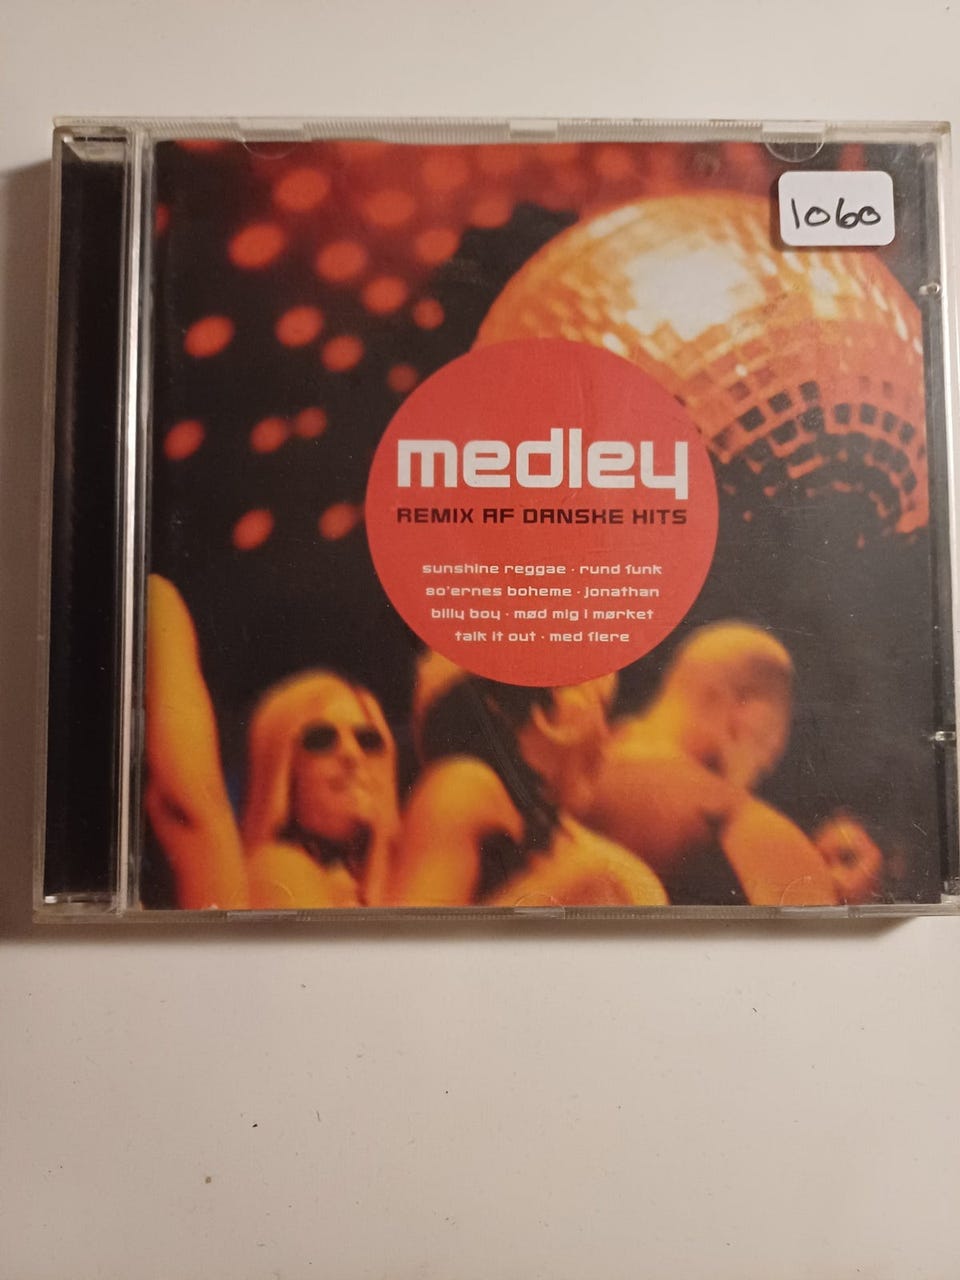 1060
medley
REMIX AF DANSKE HITS
sunshine reggae · rund funk
80'ernes boheme · jonathan
billy boy · mød mig i mørket
talk it out · med flere